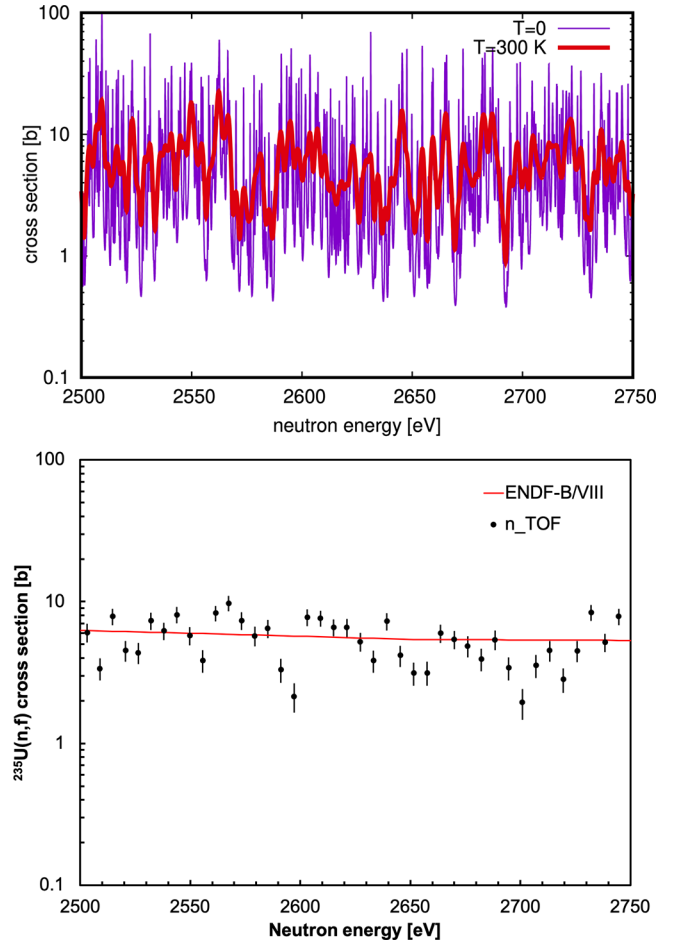 100
10
1
0.1
cross section [b]
T=0
T=300 K
2500 2550 2600 2650 2700 2750
neutron energy [eV]
100
10
1
0.1
²³⁵U(n,f) cross section [b]
ENDF-B/VIII
n_TOF
2500 2550 2600 2650 2700 2750
Neutron energy [eV]